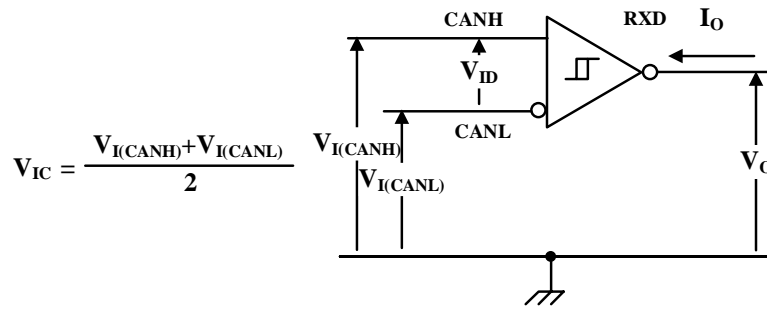 CANH
RXD
I_O
V_ID
CANL
V_IC = (V_I(CANH)+V_I(CANL))/2
V_I(CANH)
V_I(CANL)
V_O